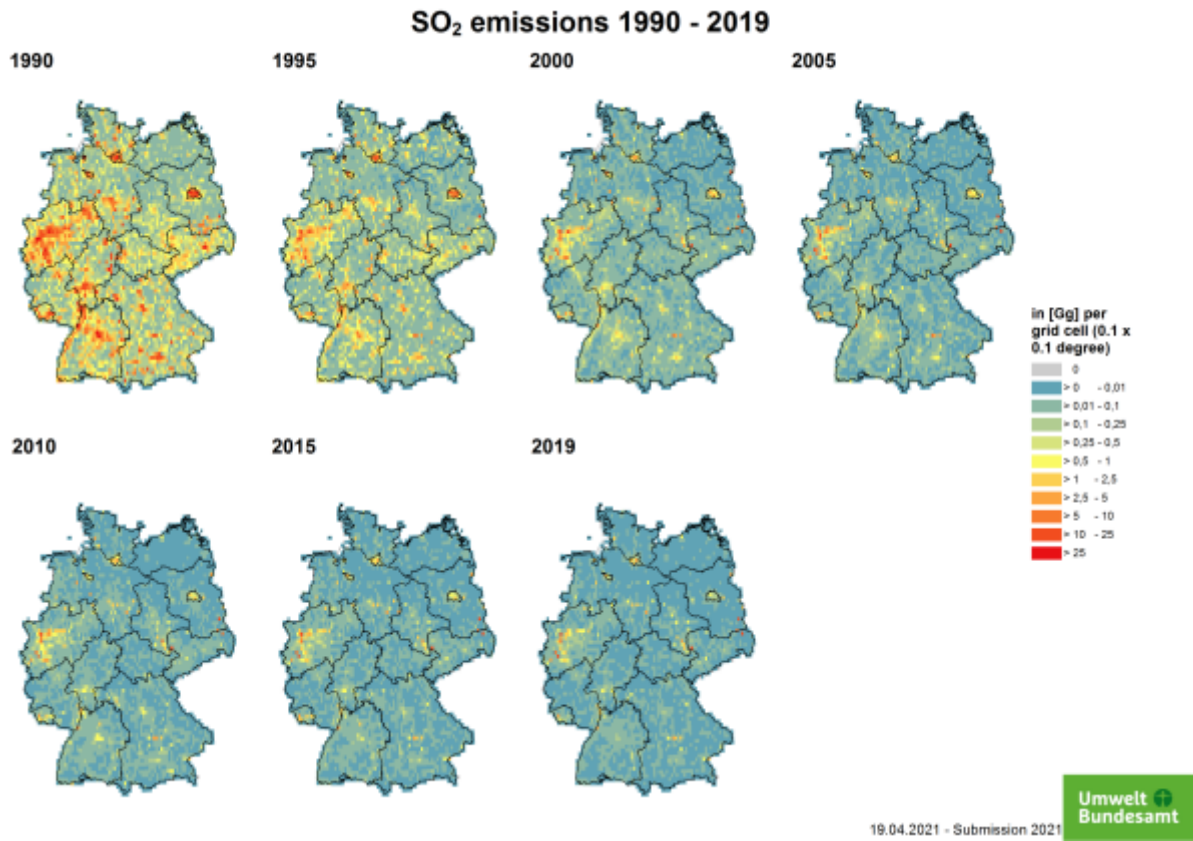 SO₂ emissions 1990 - 2019
1990
1995
2000
2005
in [Gg] per
grid cell (0.1 x
0.1 degree)
0
> 0 - 0,01
> 0,01 - 0,1
> 0,1 - 0,25
> 0,25 - 0,5
> 0,5 - 1
> 1 - 2,5
> 2,5 - 5
> 5 - 10
> 10 - 25
> 25
2010
2015
2019
Umwelt
Bundesamt
19.04.2021 - Submission 2021